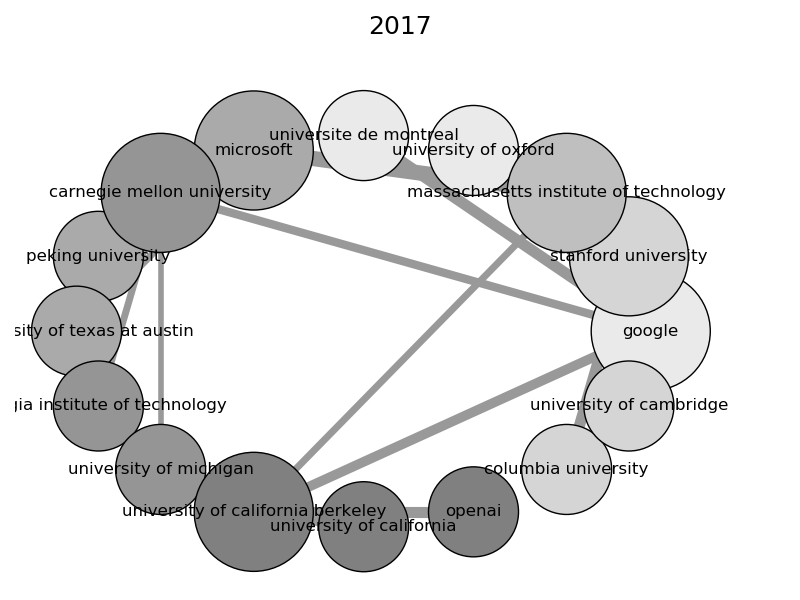 2017
universite de montreal
microsoft
university of oxford
carnegie mellon university
massachusetts institute of technology
peking university
stanford university
sity of texas at austin
google
gia institute of technology
university of cambridge
university of michigan
columbia university
university of california berkeley
openai
university of california